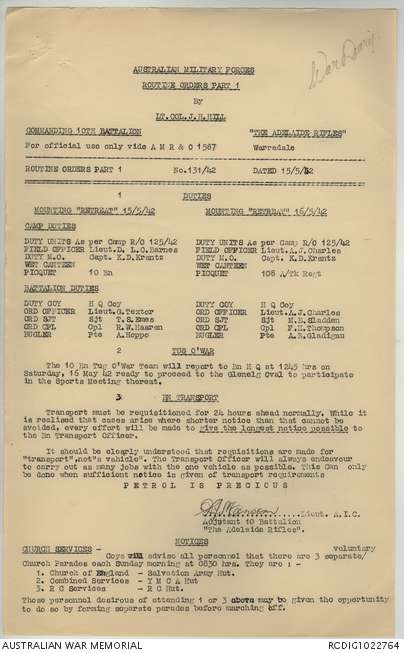 War Diary
AUSTRALIAN MILITARY FORCES
ROUTINE ORDERS PART 1
By
LT.COL.J.R.HILL
COMMANDING 10TH BATTALION "THE ADELAIDE RIFLES"
For official use only vide A M R & O 1587 Warradale
ROUTINE ORDERS PART 1 No.131/42 DATED 15/5/42
1 DUTIES
MOUNTING "RETREAT" 15/5/42 MOUNTING "RETREAT" 16/5/42
CAMP DUTIES
DUTY UNITS As per Camp R/O 125/42 DUTY UNITS As per Camp R/O 125/42
FIELD OFFICER Lieut.D. L.C.Barnes FIELD OFFICER Lieut.A.J.Charles
DUTY M.O. Capt. K.D.Krantz DUTY M.O. Capt. K.D.Krantz
WET CANTEEN WET CANTEEN
PICQUET 10 Bn PICQUET 106 A/Tk Regt
BATTALION DUTIES
DUTY COY H Q Coy DUTY COY H Q Coy
ORD OFFICER Lieut.G.Textor ORD OFFICER Lieut.A.J.Charles
ORD SJT Sjt T.S.Emes ORD SJT Sjt M.B.Sladden
ORD CPL Cpl R.W.Haaren ORD CPL Cpl F.H.Thompson
BUGLER Pte A.Hoppo BUGLER Pte A.R.Gladigau
2 TUG O'WAR
The 10 Bn Tug O'War Team will report to Bn H Q at 1245 hrs on
Saturday, 16 May 42 ready to proceed to the Glenelg Oval to participate
in the Sports Meeting thereat.
3 BN TRANSPORT
Transport must be requisitioned for 24 hours ahead normally. While it
is realised that cases arise where shorter notice than that cannot be
avoided, every effort will be made to give the longest notice possible to
the Bn Transport Officer.
It should be clearly understood that requisitions are made for
"transport",not"a vehicle". The Transport Officer will always endeavour
to carry out as many jobs with the one vehicle as possible. This Can only
be done when sufficient notice is given of transport requirements
PETROL IS PRECIOUS
Lieut. A.I.C.
Adjutant 10 Battalion
"The Adelaide Rifles".
NOTICES
CHURCH SERVICES - voluntary
Coys will advise all personnel that there are 3 separate/
Church Parades each Sunday morning at 0830 hrs. They are : -
1. Church of England - Salvation Army Hut.
2. Combined Services - Y M C A Hut
3. R C Services - R C Hut.
Those personnel desirous of attending 1 or 3 above may be given the opportunity
to do so by forming separate parades before marching off.
AUSTRALIAN WAR MEMORIAL RCDIG1022764